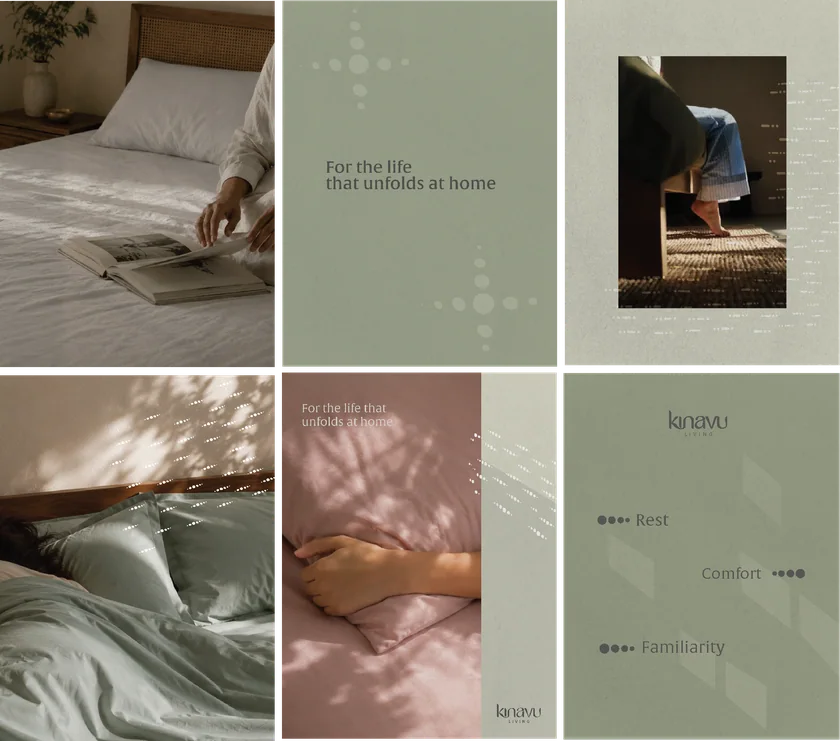 For the life
that unfolds at home
For the life that
unfolds at home
kinavu
LIVING
kinavu
LIVING
Rest
Comfort
Familiarity